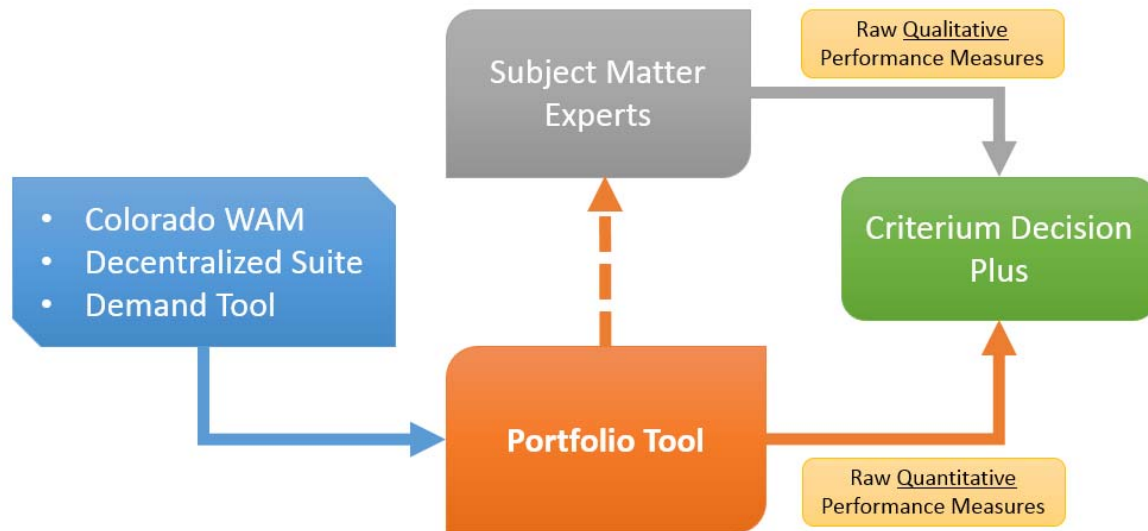 Raw Qualitative
Performance Measures
Subject Matter
Experts
• Colorado WAM
• Decentralized Suite
• Demand Tool
Criterium Decision
Plus
Portfolio Tool
Raw Quantitative
Performance Measures